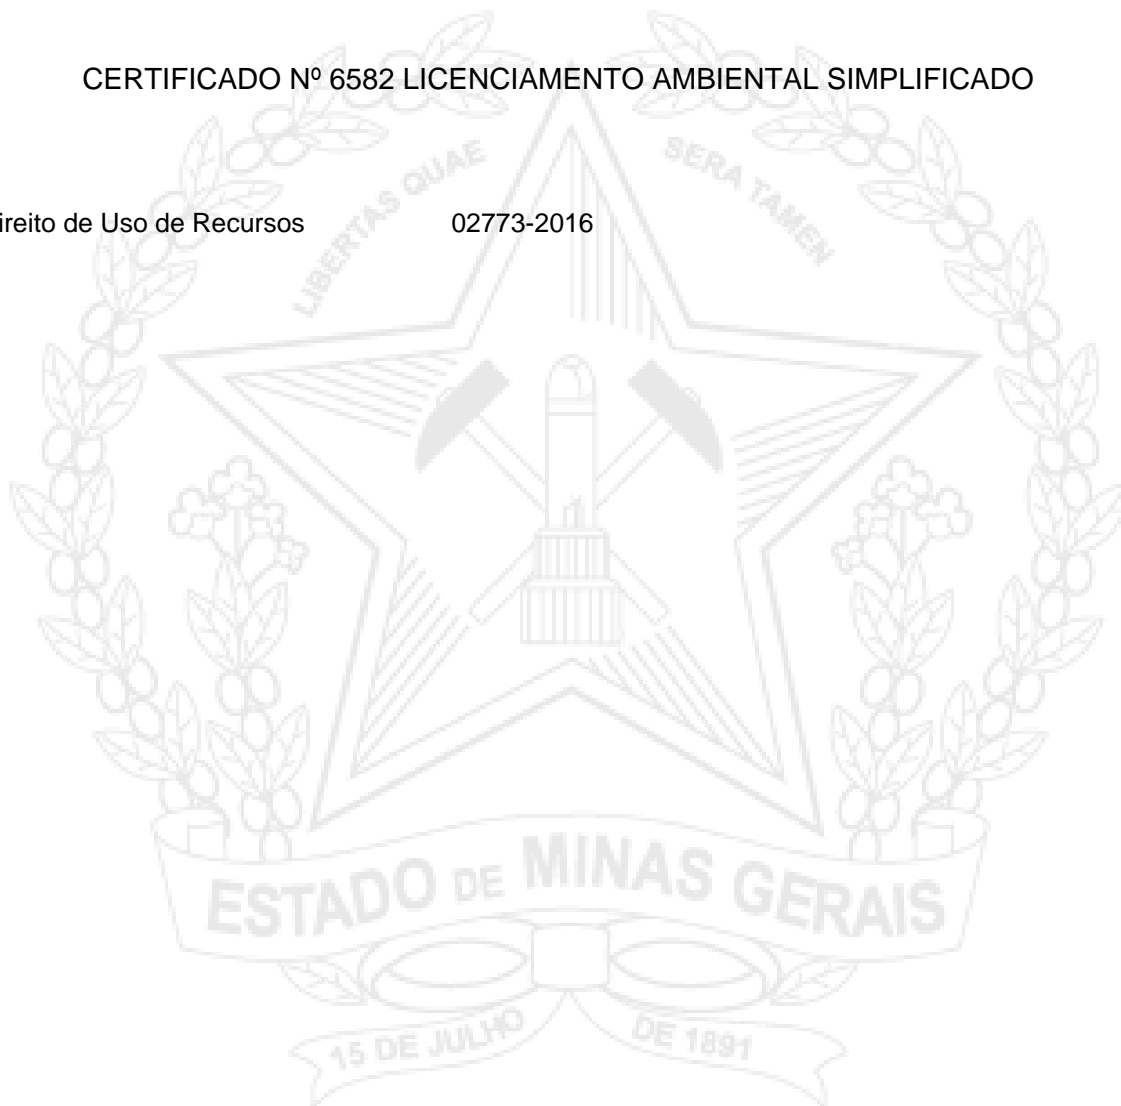 CERTIFICADO Nº 6582 LICENCIAMENTO AMBIENTAL SIMPLIFICADO
LIBERTAS QUAE SERA TAMEN
ireito de Uso de Recursos 02773-2016
ESTADO DE MINAS GERAIS
15 DE JULHO DE 1891